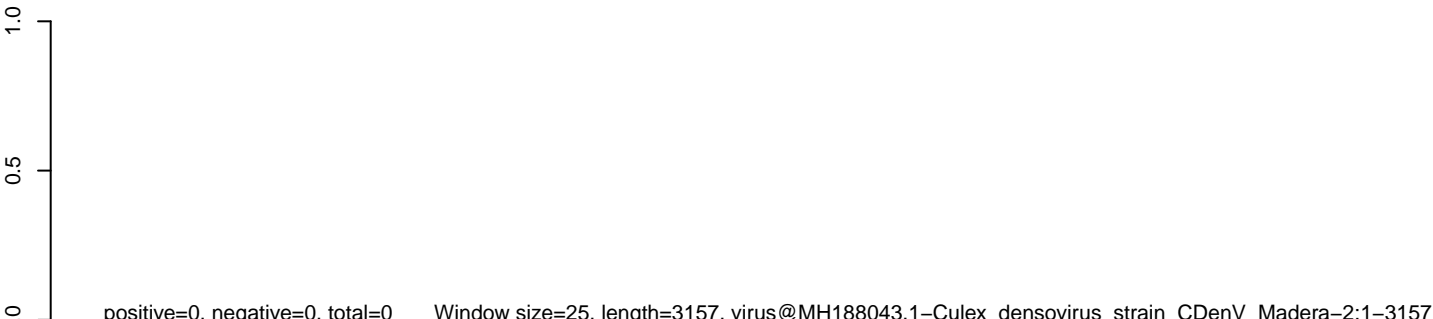 1.0
0.5
0
positive=0, negative=0, total=0 Window size=25, length=3157, virus@MH188043.1−Culex_densovirus_strain_CDenV_Madera−2:1−3157